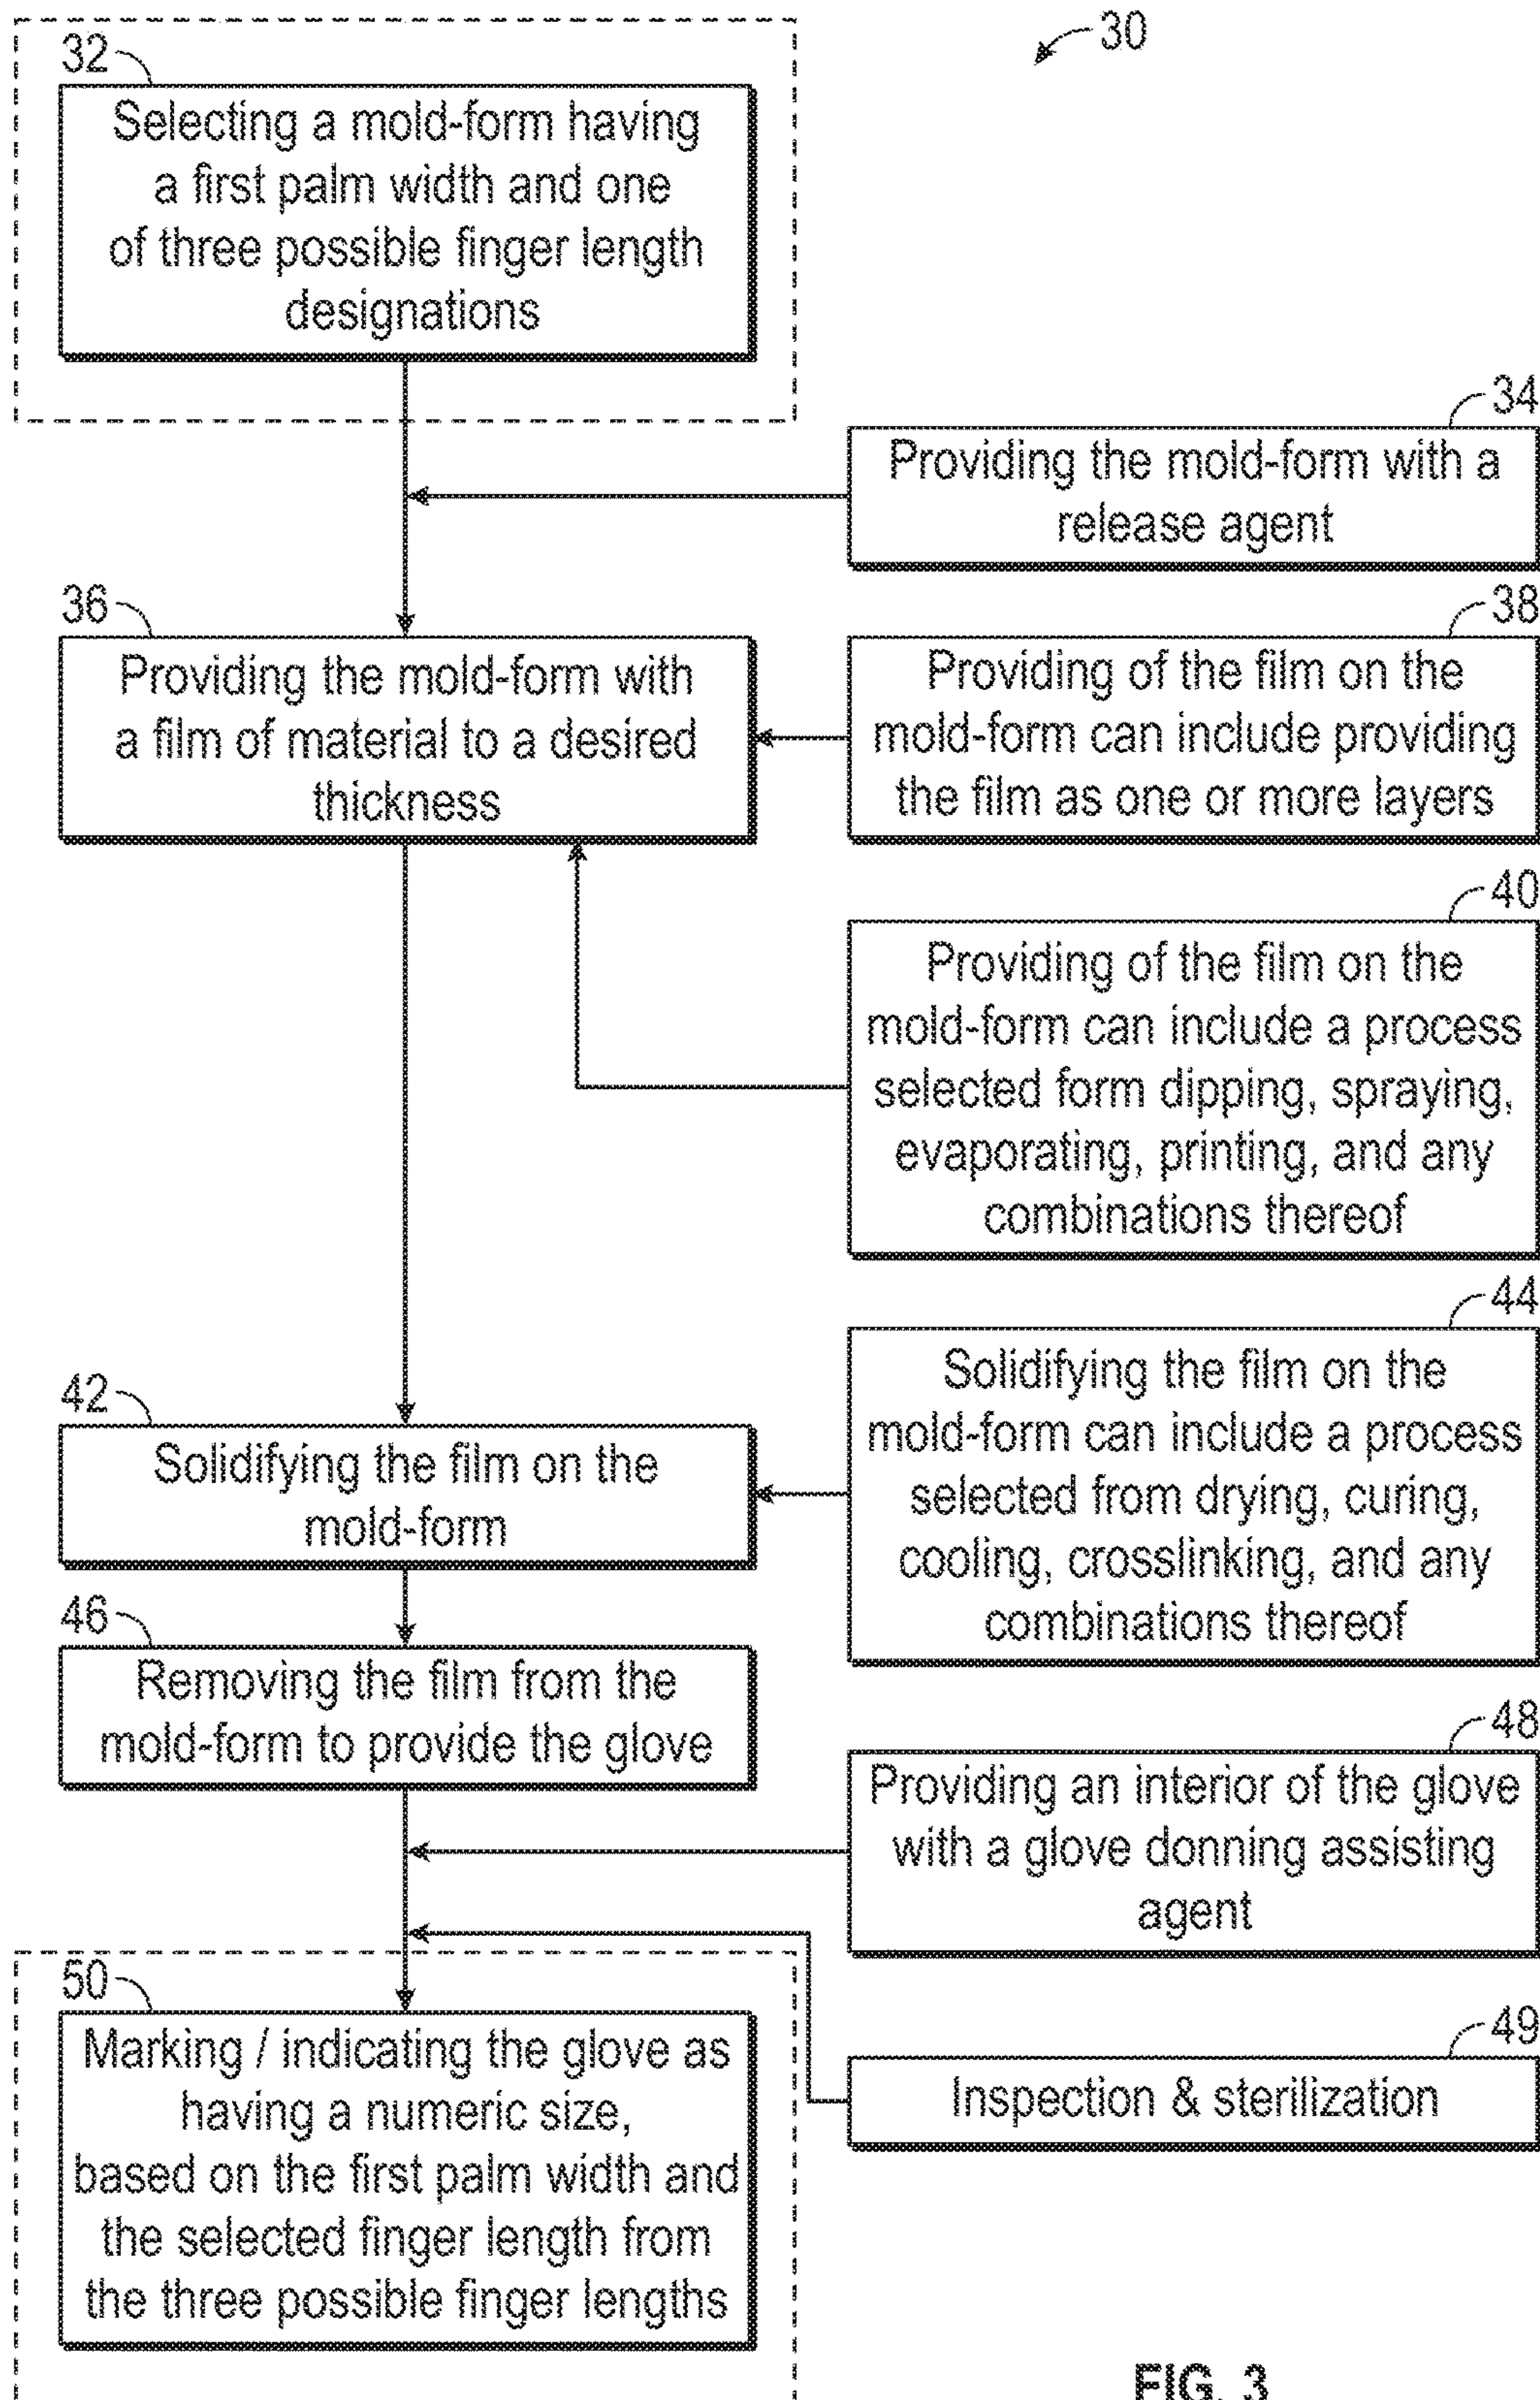 30
32
Selecting a mold-form having
a first palm width and one
of three possible finger length
designations
34
Providing the mold-form with a
release agent
36
Providing the mold-form with
a film of material to a desired
thickness
38
Providing of the film on the
mold-form can include providing
the film as one or more layers
40
Providing of the film on the
mold-form can include a process
selected form dipping, spraying,
evaporating, printing, and any
combinations thereof
42
Solidifying the film on the
mold-form
44
Solidifying the film on the
mold-form can include a process
selected from drying, curing,
cooling, crosslinking, and any
combinations thereof
46
Removing the film from the
mold-form to provide the glove
48
Providing an interior of the glove
with a glove donning assisting
agent
49
Inspection & sterilization
50
Marking / indicating the glove as
having a numeric size,
based on the first palm width and
the selected finger length from
the three possible finger lengths
FIG. 3